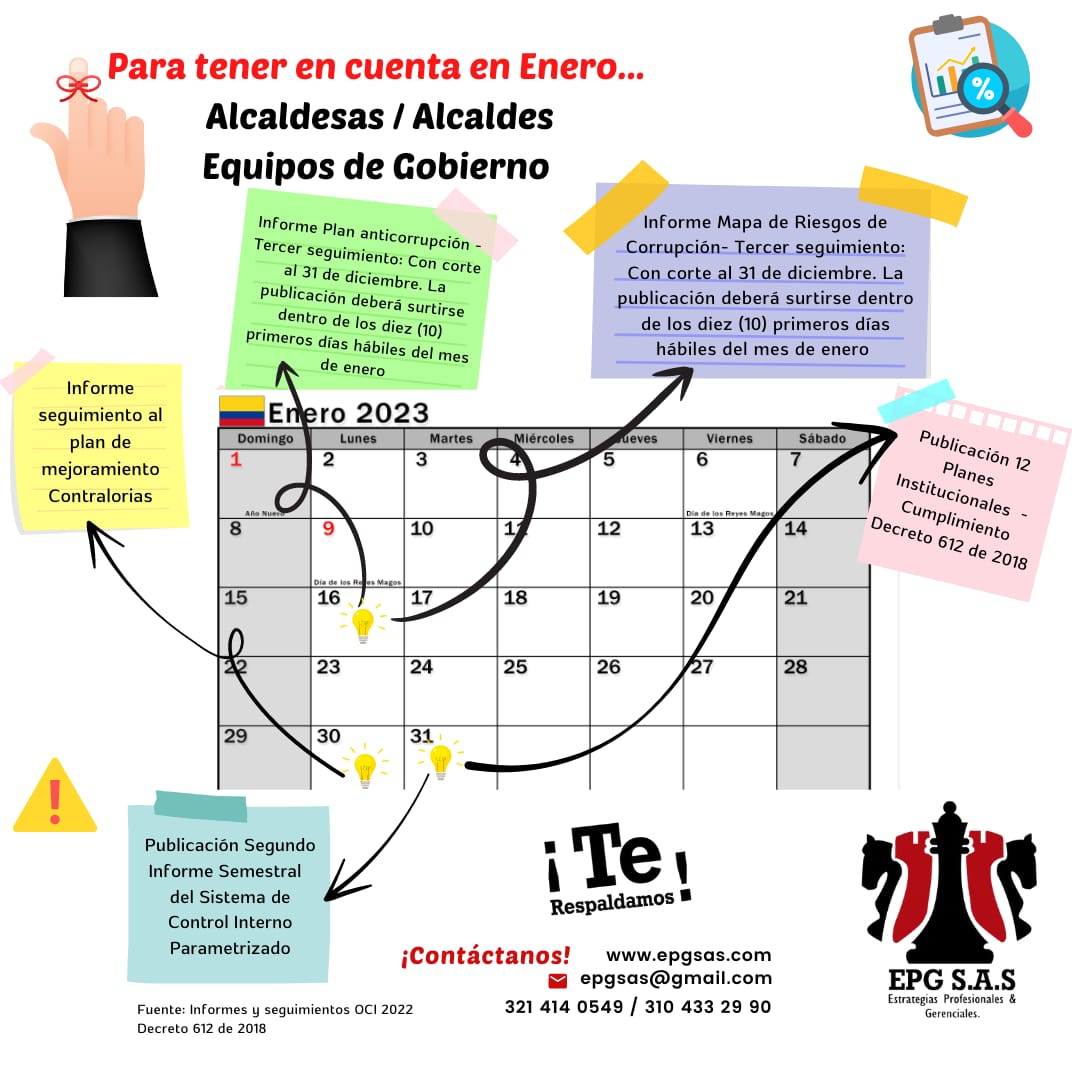 Para tener en cuenta en Enero...
Alcaldesas / Alcaldes
Equipos de Gobierno
%
Informe Plan anticorrupción -
Tercer seguimiento: Con corte
al 31 de diciembre. La
publicación deberá surtirse
dentro de los diez (10)
primeros días hábiles del mes
de enero
Informe Mapa de Riesgos de
Corrupción- Tercer seguimiento:
Con corte al 31 de diciembre. La
publicación deberá surtirse dentro
de los diez (10) primeros días
hábiles del mes de enero
Informe
seguimiento al
plan de
mejoramiento
Contralorias
Publicación 12
Planes
Institucionales -
Cumplimiento
Decreto 612 de 2018
Enero 2023
Domingo Lunes Martes Miércoles Jueves Viernes Sábado
1 2 3 4 5 6 7
Año Nuevo Día de los Reyes Magos
8 9 10 11 12 13 14
Día de los Reyes Magos
15 16 17 18 19 20 21
22 23 24 25 26 27 28
29 30 31
!
Publicación Segundo
Informe Semestral
del Sistema de
Control Interno
Parametrizado
¡Te
Respaldamos!
¡Contáctanos! www.epgsas.com
epgsas@gmail.com
321 414 0549 / 310 433 29 90
EPG S.A.S
Estrategias Profesionales &
Gerenciales.
Fuente: Informes y seguimientos OCI 2022
Decreto 612 de 2018